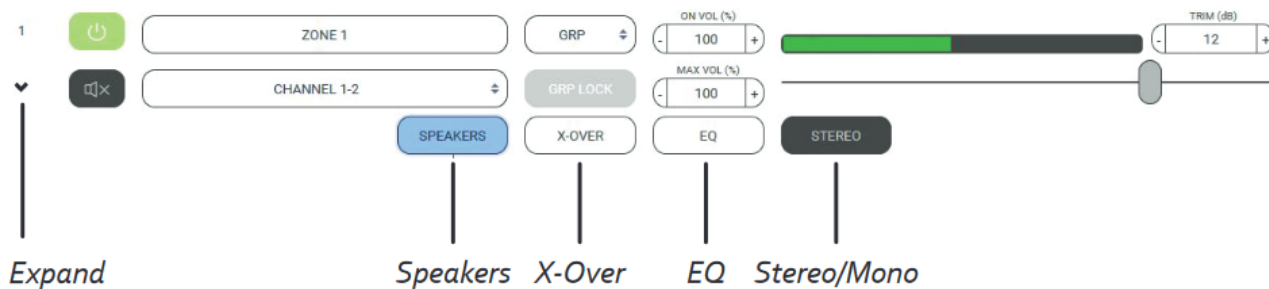 ON VOL (%) TRIM (dB)
1 ZONE 1 GRP - 100 + - 12 +
MAX VOL (%)
CHANNEL 1-2 GRP LOCK - 100 +
SPEAKERS X-OVER EQ STEREO
Expand Speakers X-Over EQ Stereo/Mono